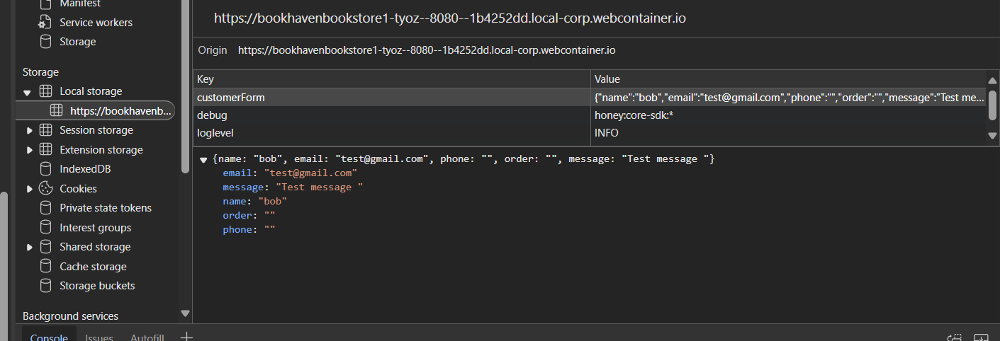 Manifest
Service workers
Storage
Storage
Local storage
https://bookhavenb...
Session storage
Extension storage
IndexedDB
Cookies
Private state tokens
Interest groups
Shared storage
Cache storage
Storage buckets
Background services
https://bookhavenbookstore1-tyoz--8080--1b4252dd.local-corp.webcontainer.io
Origin https://bookhavenbookstore1-tyoz--8080--1b4252dd.local-corp.webcontainer.io
Key Value
customerForm {"name":"bob","email":"test@gmail.com","phone":"","order":"","message":"Test me...
debug honey:core-sdk:*
loglevel INFO
{name: "bob", email: "test@gmail.com", phone: "", order: "", message: "Test message "}
email: "test@gmail.com"
message: "Test message "
name: "bob"
order: ""
phone: ""
Console Issues Autofill